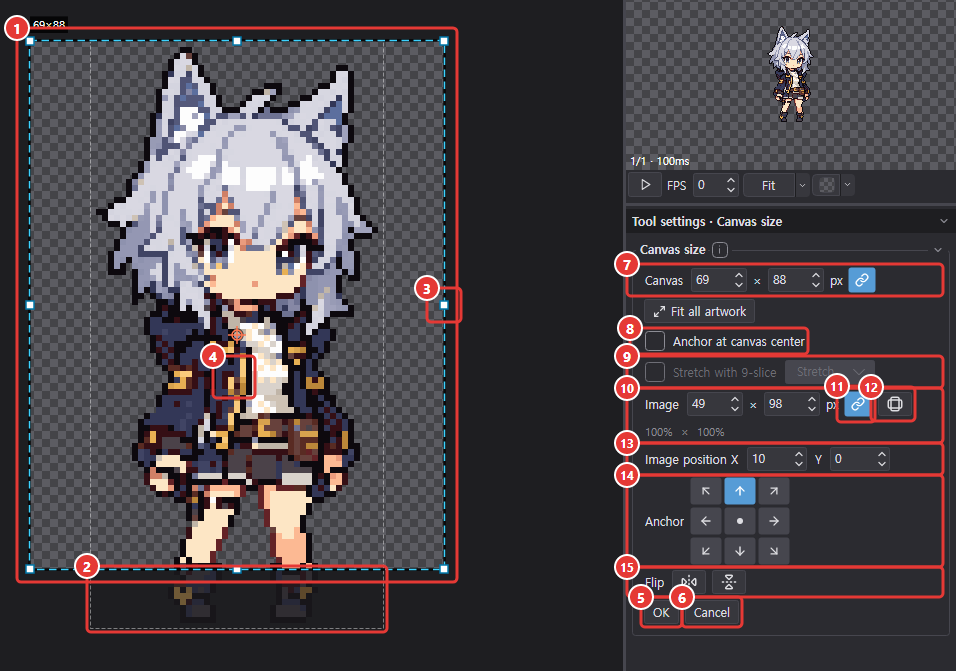 1
69×88
2
3
4
1/1 · 100ms
FPS 0 Fit
Tool settings · Canvas size
Canvas size i
7
Canvas 69 × 88 px
Fit all artwork
8
Anchor at canvas center
9
Stretch with 9-slice Stretch
10 11 12
Image 49 × 98 px
100% × 100%
13
Image position X 10 Y 0
14
Anchor
15
Flip
5 6
OK Cancel